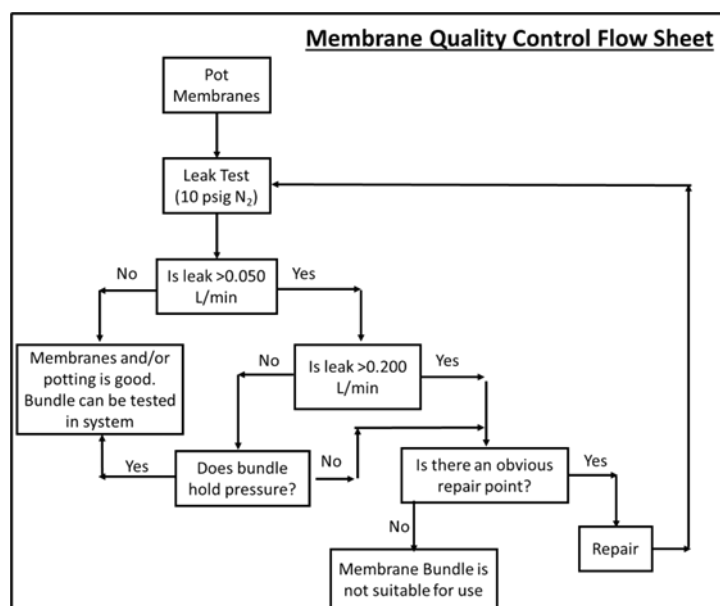 Membrane Quality Control Flow Sheet
Pot
Membranes
Leak Test
(10 psig N₂)
No
Is leak >0.050
L/min
Yes
Membranes and/or
potting is good.
Bundle can be tested
in system
No
Is leak >0.200
L/min
Yes
Yes
Does bundle
hold pressure?
No
Is there an obvious
repair point?
Yes
No
Repair
Membrane Bundle is
not suitable for use